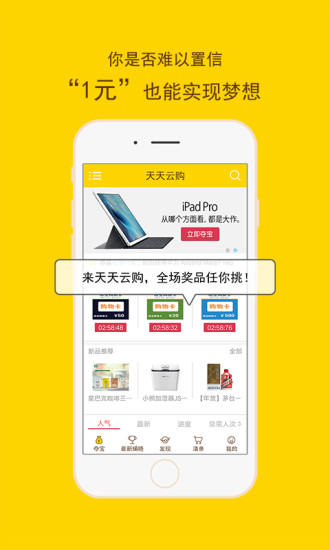 你是否难以置信
“1元”也能实现梦想
天天云购
iPad Pro
从哪个方面看，都是大作。
立即夺宝
来天天云购，全场奖品任你挑！
购物卡
购物卡
购物卡
¥50
¥20
¥500
02:58:48
02:58:32
02:58:76
新品推荐
全部
星巴克咖啡三···
小熊加湿器JS···
【年货】茅台···
人气
最新
进度
总需人次
夺宝
最新揭晓
发现
清单
我的